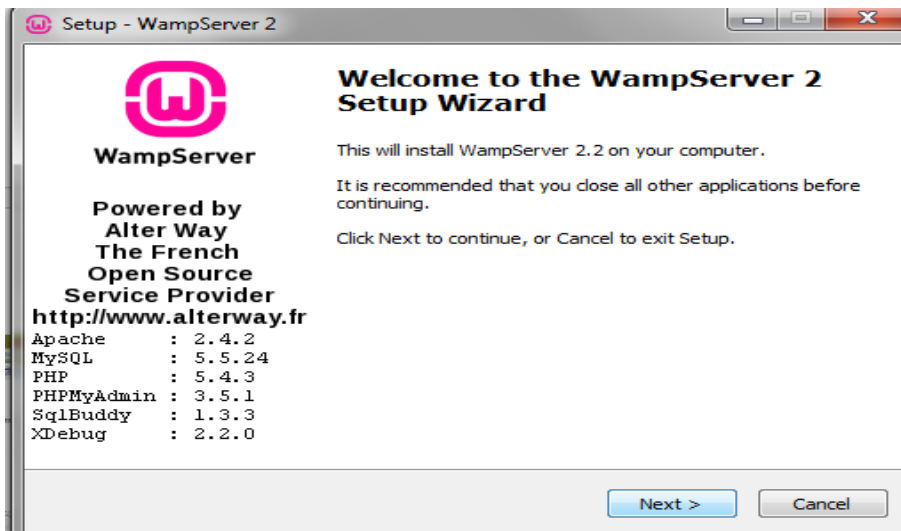 Setup - WampServer 2
WampServer
Powered by
Alter Way
The French
Open Source
Service Provider
http://www.alterway.fr
Apache : 2.4.2
MySQL : 5.5.24
PHP : 5.4.3
PHPMyAdmin : 3.5.1
SqlBuddy : 1.3.3
XDebug : 2.2.0
Welcome to the WampServer 2
Setup Wizard
This will install WampServer 2.2 on your computer.
It is recommended that you close all other applications before
continuing.
Click Next to continue, or Cancel to exit Setup.
Next >
Cancel